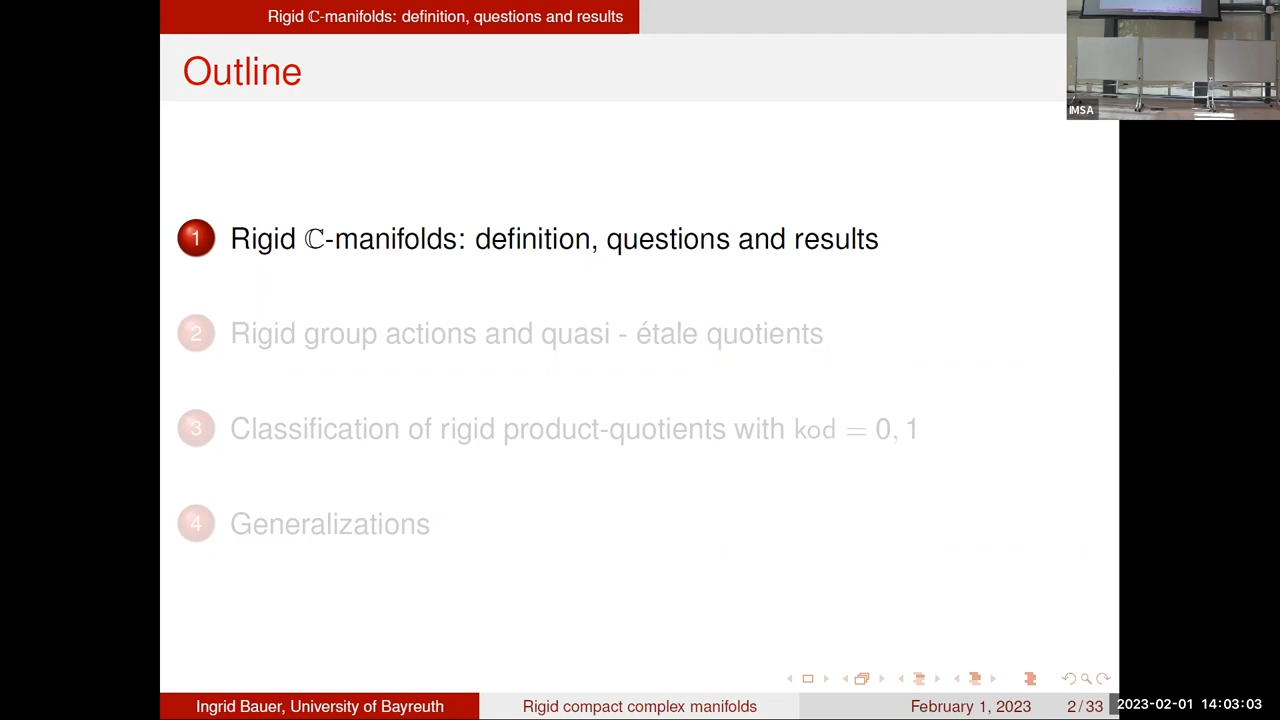 Rigid ℂ-manifolds: definition, questions and results
Outline
IMSA
1 Rigid ℂ-manifolds: definition, questions and results
2 Rigid group actions and quasi - étale quotients
3 Classification of rigid product-quotients with kod = 0, 1
4 Generalizations
Ingrid Bauer, University of Bayreuth Rigid compact complex manifolds February 1, 2023 2 / 33 2023-02-01 14:03:03